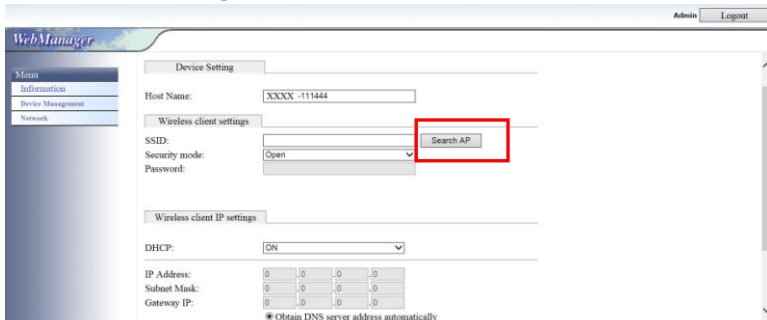 Admin Logout
WebManager
Menu
Information
Device Management
Network
Device Setting
Host Name: XXXX -111444
Wireless client settings
SSID: Search AP
Security mode: Open
Password:
Wireless client IP settings
DHCP: ON
IP Address: 0 .0 .0 .0
Subnet Mask: 0 .0 .0 .0
Gateway IP: 0 .0 .0 .0
Obtain DNS server address automatically